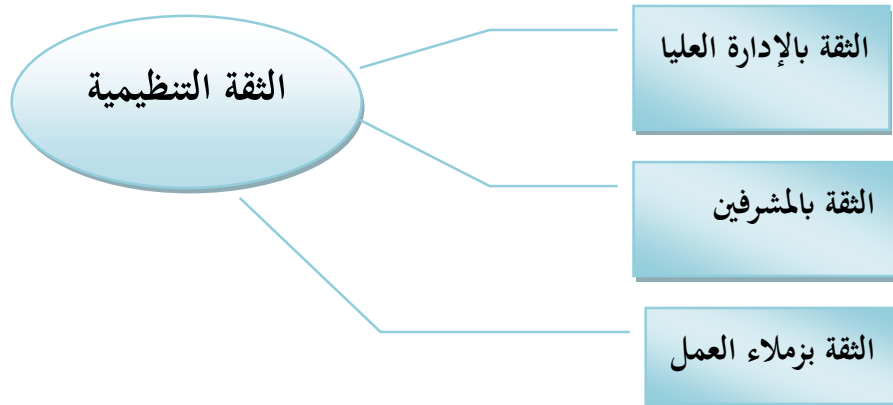 الثقة بالإدارة العليا
الثقة التنظيمية
الثقة بالمشرفين
الثقة بزملاء العمل